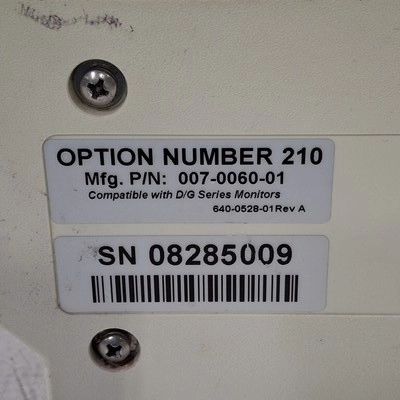 OPTION NUMBER 210
Mfg. P/N: 007-0060-01
Compatible with D/G Series Monitors
640-0528-01Rev A
SN 08285009